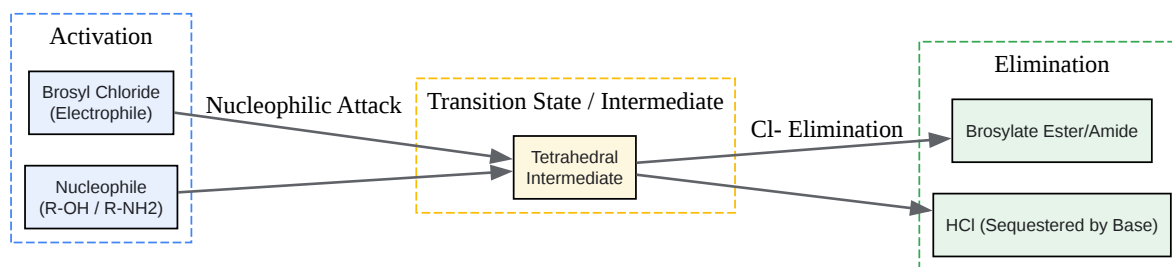 Activation
Brosyl Chloride
(Electrophile)
Nucleophile
(R-OH / R-NH2)
Nucleophilic Attack
Transition State / Intermediate
Tetrahedral
Intermediate
Cl- Elimination
Elimination
Brosylate Ester/Amide
HCl (Sequestered by Base)